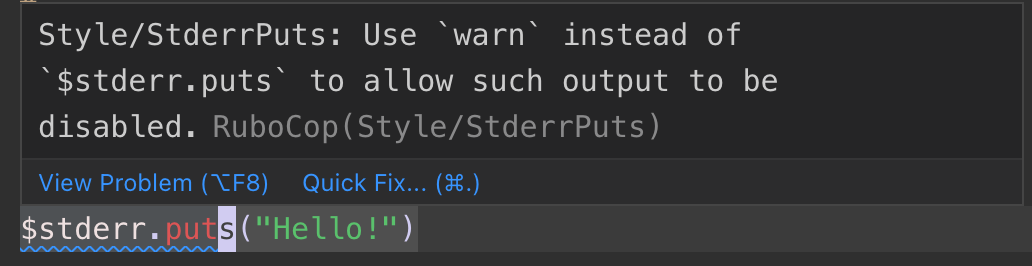 Style/StderrPuts: Use `warn` instead of
`$stderr.puts` to allow such output to be
disabled. RuboCop(Style/StderrPuts)
View Problem (⌥F8) Quick Fix... (⌘.)
$stderr.puts("Hello!")